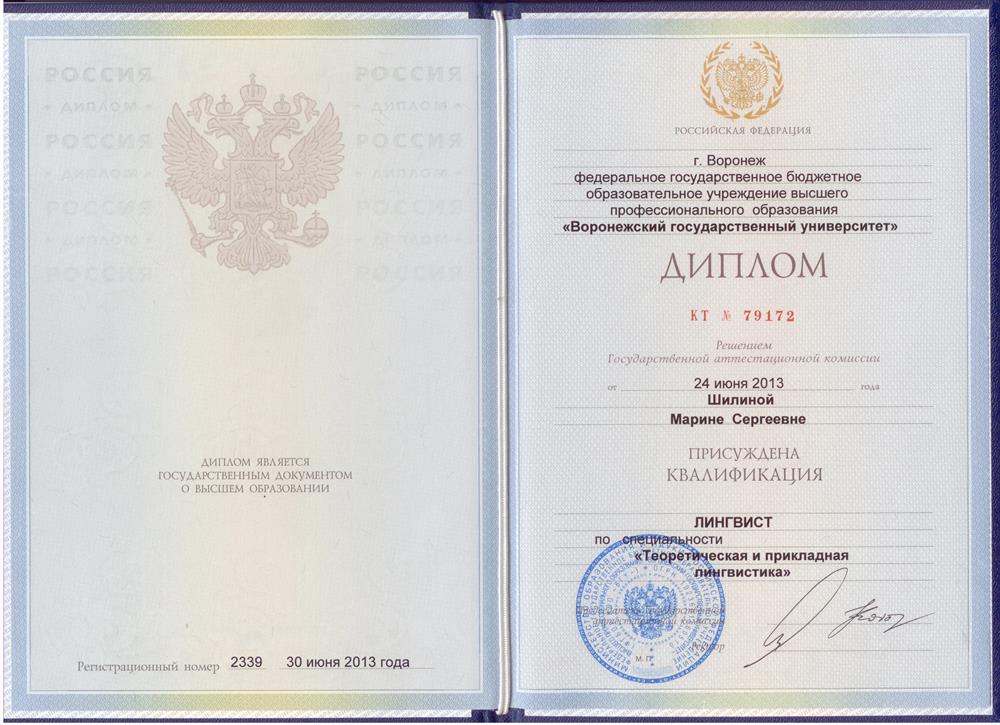 РОССИЯ РОССИЯ
ДИПЛОМ ДИПЛОМ
РОССИЯ РОССИЯ
ДИПЛОМ ДИПЛОМ
РОССИЯ РОССИЯ
ДИПЛОМ ДИПЛОМ
РОССИЯ РОССИЯ
ДИПЛОМ ЯВЛЯЕТСЯ
ГОСУДАРСТВЕННЫМ ДОКУМЕНТОМ
О ВЫСШЕМ ОБРАЗОВАНИИ
Регистрационный номер 2339 30 июня 2013 года
РОССИЙСКАЯ ФЕДЕРАЦИЯ
г. Воронеж
федеральное государственное бюджетное
образовательное учреждение высшего
профессионального образования
«Воронежский государственный университет»
ДИПЛОМ
КТ № 79172
Решением
Государственной аттестационной комиссии
от 24 июня 2013 года
Шилиной
Марине Сергеевне
ПРИСУЖДЕНА
КВАЛИФИКАЦИЯ
ЛИНГВИСТ
по специальности
«Теоретическая и прикладная
лингвистика»
Председатель Государственной
аттестационной комиссии
Ректор
М.П.